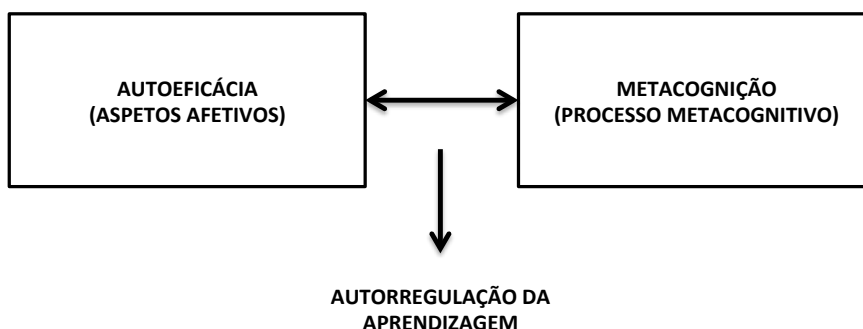 AUTOEFICÁCIA
(ASPETOS AFETIVOS)
METACOGNIÇÃO
(PROCESSO METACOGNITIVO)
AUTORREGULAÇÃO DA
APRENDIZAGEM